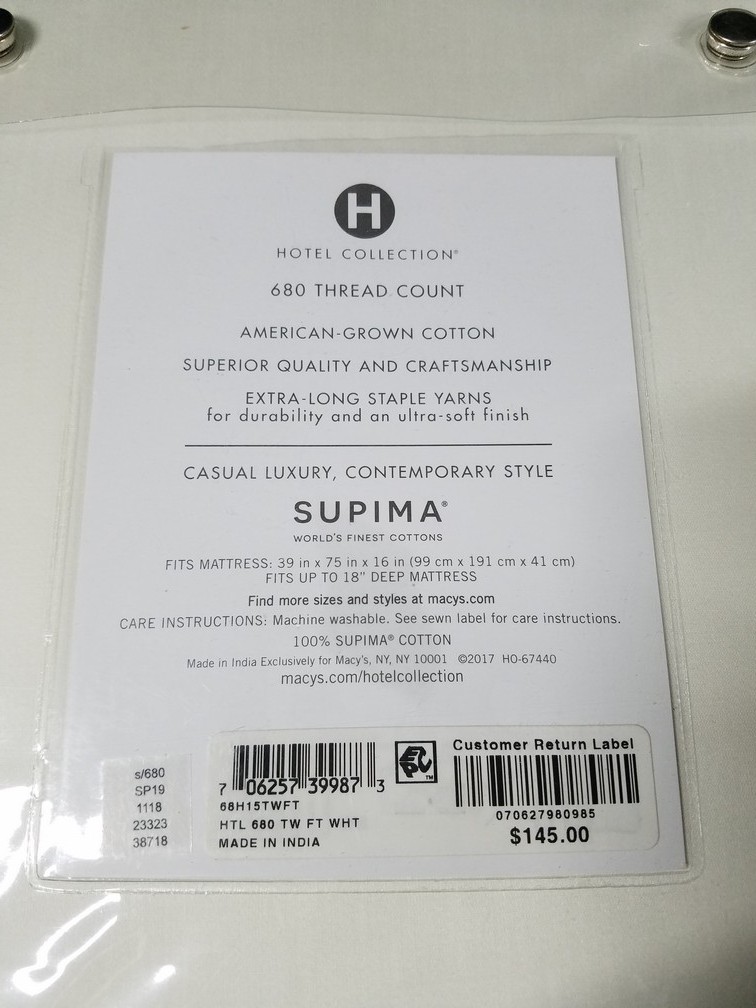 H
HOTEL COLLECTION®
680 THREAD COUNT
AMERICAN-GROWN COTTON
SUPERIOR QUALITY AND CRAFTSMANSHIP
EXTRA-LONG STAPLE YARNS
for durability and an ultra-soft finish
CASUAL LUXURY, CONTEMPORARY STYLE
SUPIMA®
WORLD'S FINEST COTTONS
FITS MATTRESS: 39 in x 75 in x 16 in (99 cm x 191 cm x 41 cm)
FITS UP TO 18" DEEP MATTRESS
Find more sizes and styles at macys.com
CARE INSTRUCTIONS: Machine washable. See sewn label for care instructions.
100% SUPIMA® COTTON
Made in India Exclusively for Macy's, NY, NY 10001 ©2017 HO-67440
macys.com/hotelcollection
s/680
SP19
1118
23323
38718
7 06257 39987 3
68H15TWFT
HTL 680 TW FT WHT
MADE IN INDIA
EPC™
Customer Return Label
070627980985
$145.00